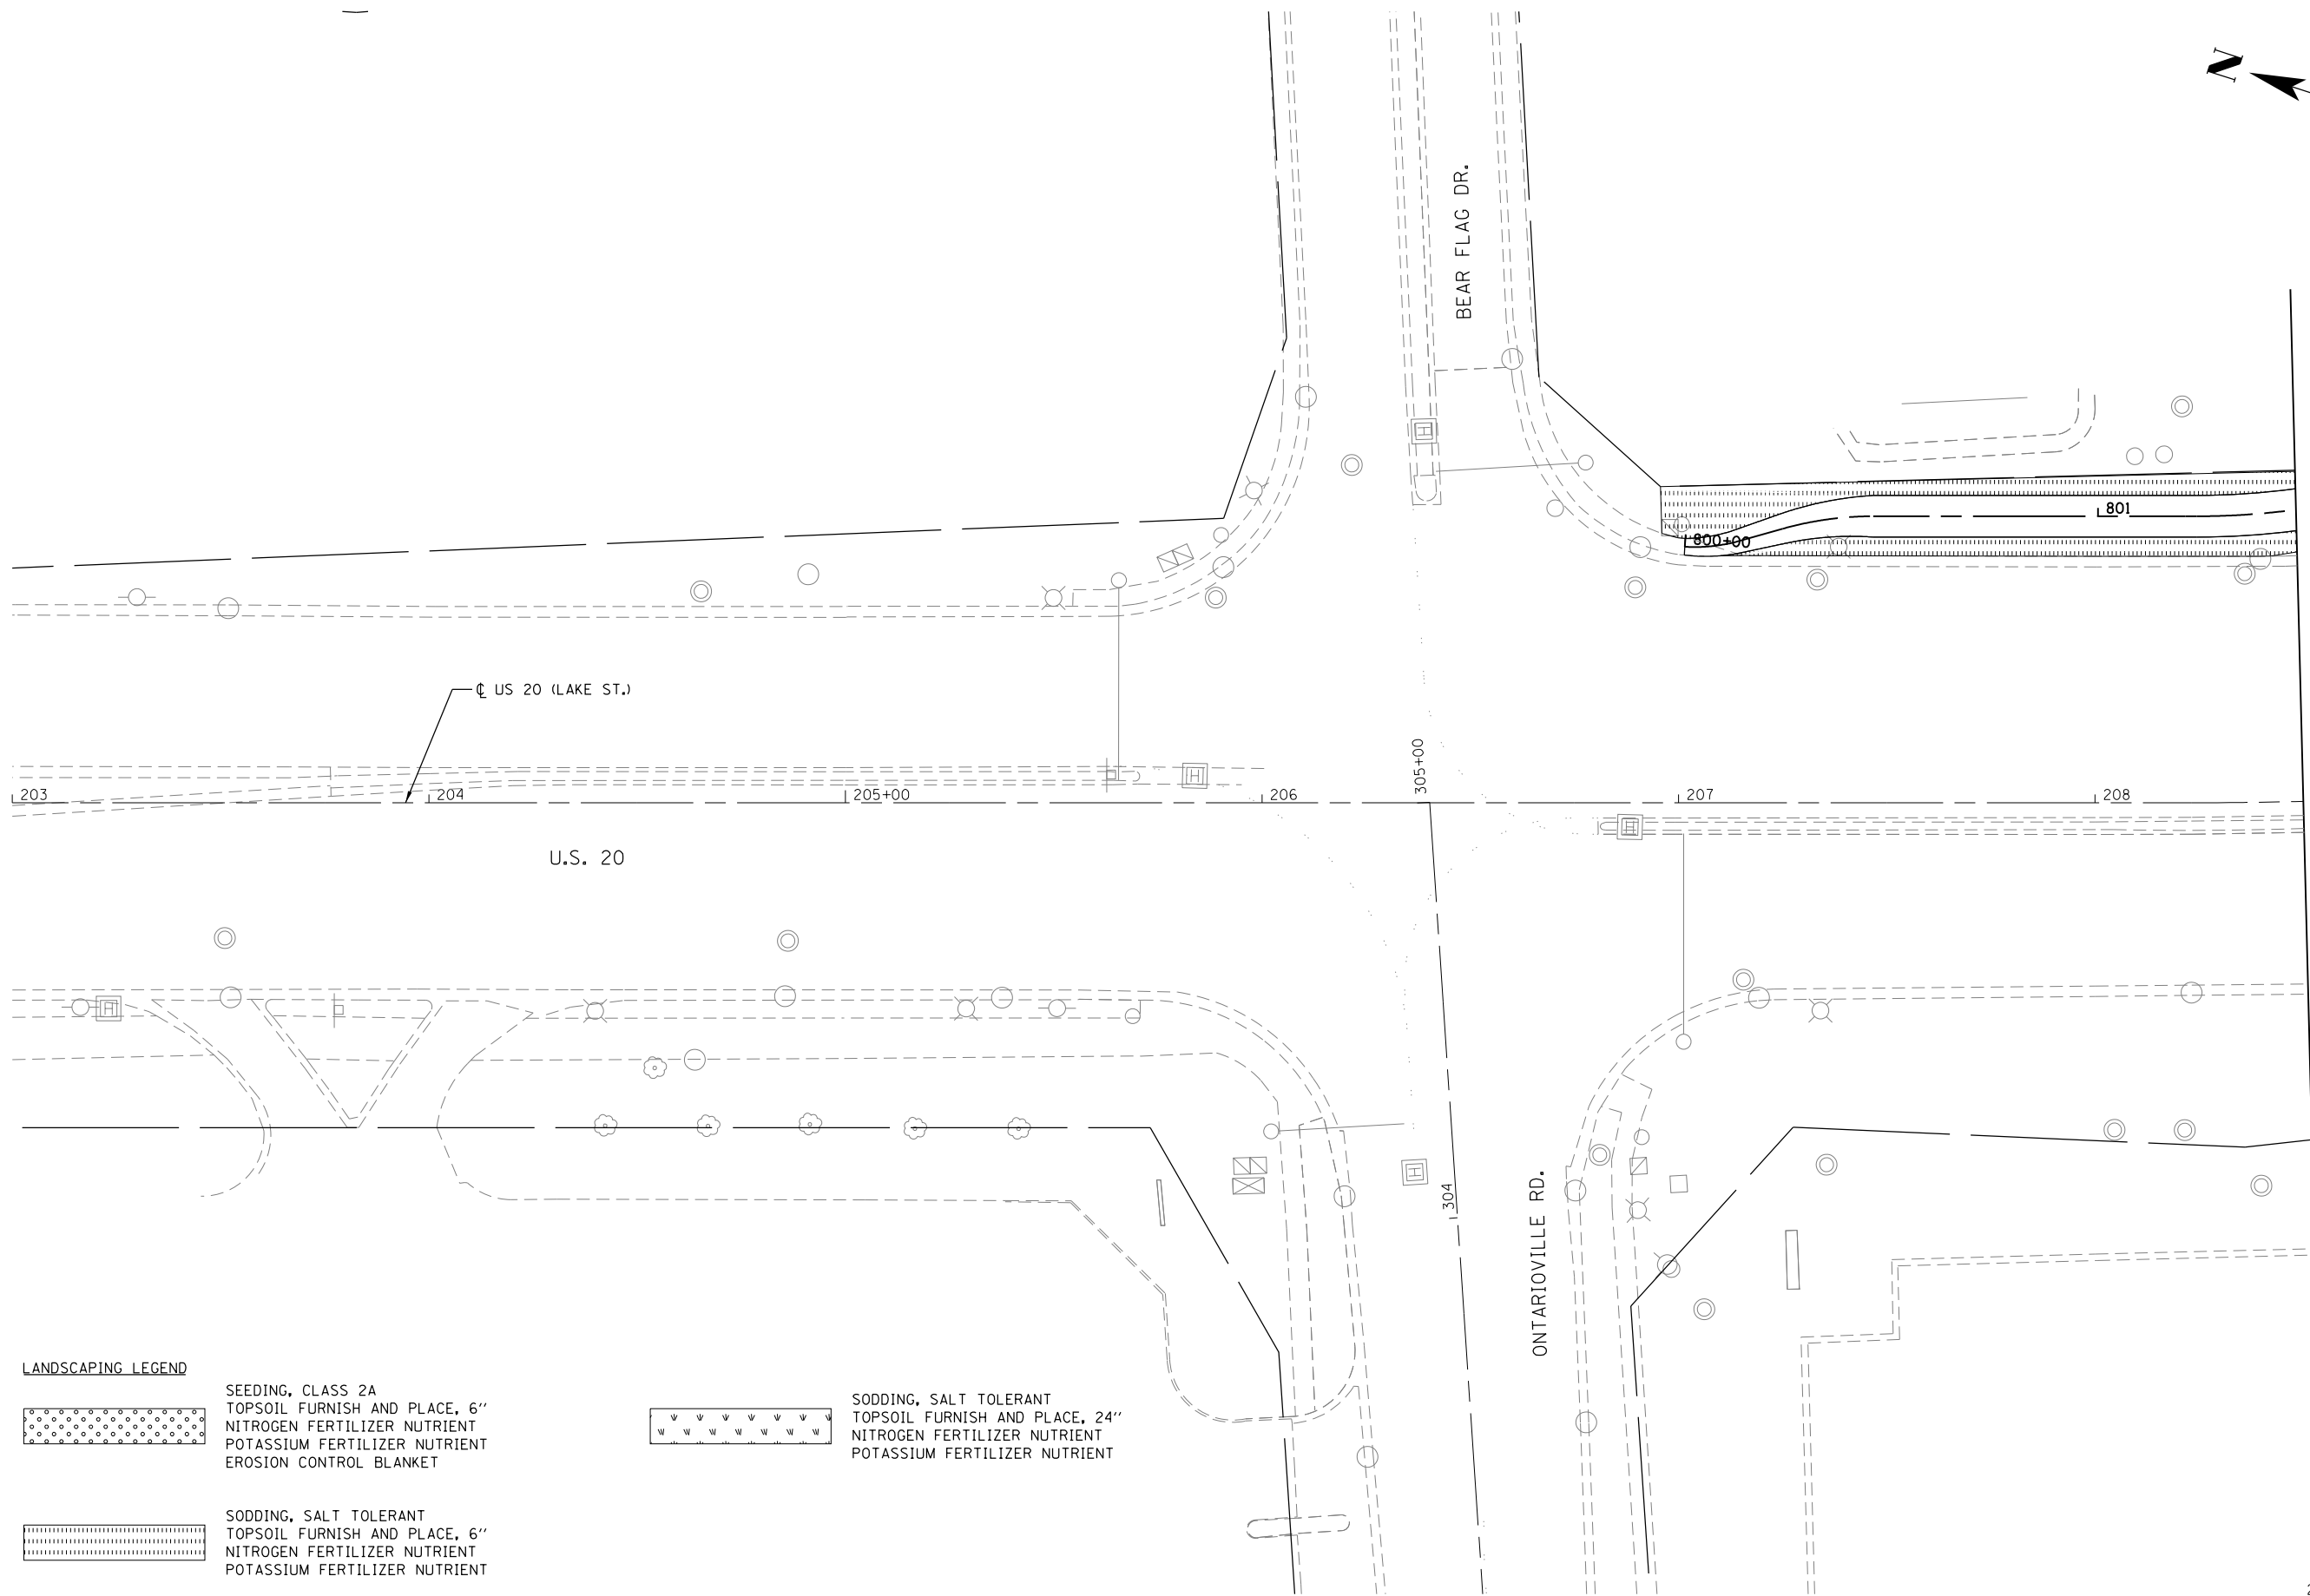 N
BEAR FLAG DR.
801
800+00
℄ US 20 (LAKE ST.)
305+00
203
204
205+00
206
207
208
U.S. 20
304
ONTARIOVILLE RD.
LANDSCAPING LEGEND
SEEDING, CLASS 2A
TOPSOIL FURNISH AND PLACE, 6"
NITROGEN FERTILIZER NUTRIENT
POTASSIUM FERTILIZER NUTRIENT
EROSION CONTROL BLANKET
SODDING, SALT TOLERANT
TOPSOIL FURNISH AND PLACE, 24"
NITROGEN FERTILIZER NUTRIENT
POTASSIUM FERTILIZER NUTRIENT
SODDING, SALT TOLERANT
TOPSOIL FURNISH AND PLACE, 6"
NITROGEN FERTILIZER NUTRIENT
POTASSIUM FERTILIZER NUTRIENT